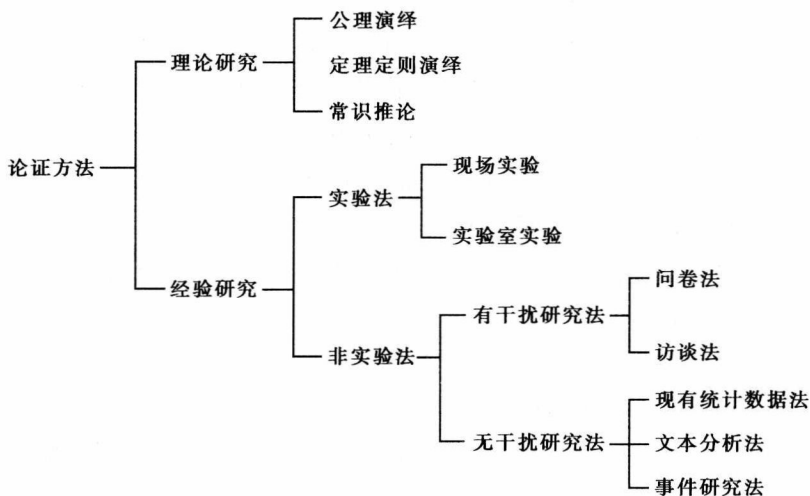 公理演绎
理论研究
定理定则演绎
常识推论
论证方法
现场实验
实验法
实验室实验
经验研究
问卷法
有干扰研究法
访谈法
非实验法
现有统计数据法
无干扰研究法
文本分析法
事件研究法